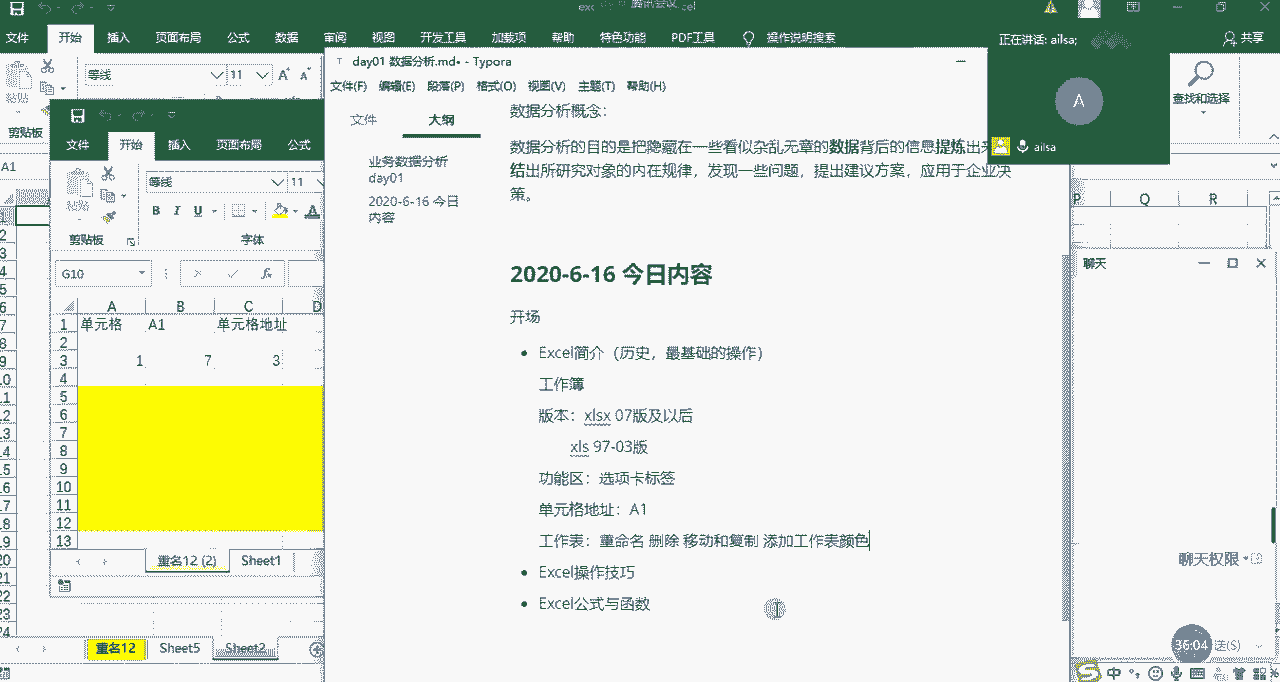 exc
腾讯会议
文件 开始 插入 页面布局 公式 数据 审阅 视图 开发工具 加载项 帮助 特色功能 PDF工具 操作说明搜索 共享
正在讲话: ailsa;
等线 11
粘贴
剪贴板
查找和选择
A
ailsa
A1
文件 开始 插入 页面布局 公式
等线 11
B I U
剪贴板 字体
G10
A B C D
1 单元格 A1 单元格地址
2
3 1 7 3
4
5
6
7
8
9
10
11
12
13
重名12 (2) Sheet1
重名12 Sheet5 Sheet2
day01 数据分析.md• - Typora
文件(F) 编辑(E) 段落(P) 格式(O) 视图(V) 主题(T) 帮助(H)
文件 大纲
业务数据分析
day01
2020-6-16 今日
内容
数据分析概念:
数据分析的目的是把隐藏在一些看似杂乱无章的数据背后的信息提炼出
结出所研究对象的内在规律，发现一些问题，提出建议方案，应用于企业决
策。
2020-6-16 今日内容
开场
Excel简介（历史，最基础的操作）
工作簿
版本：xlsx 07版及以后
xls 97-03版
功能区：选项卡标签
单元格地址：A1
工作表：重命名 删除 移动和复制 添加工作表颜色
Excel操作技巧
Excel公式与函数
P Q R
聊天
聊天权限
36:04
送(S)
中